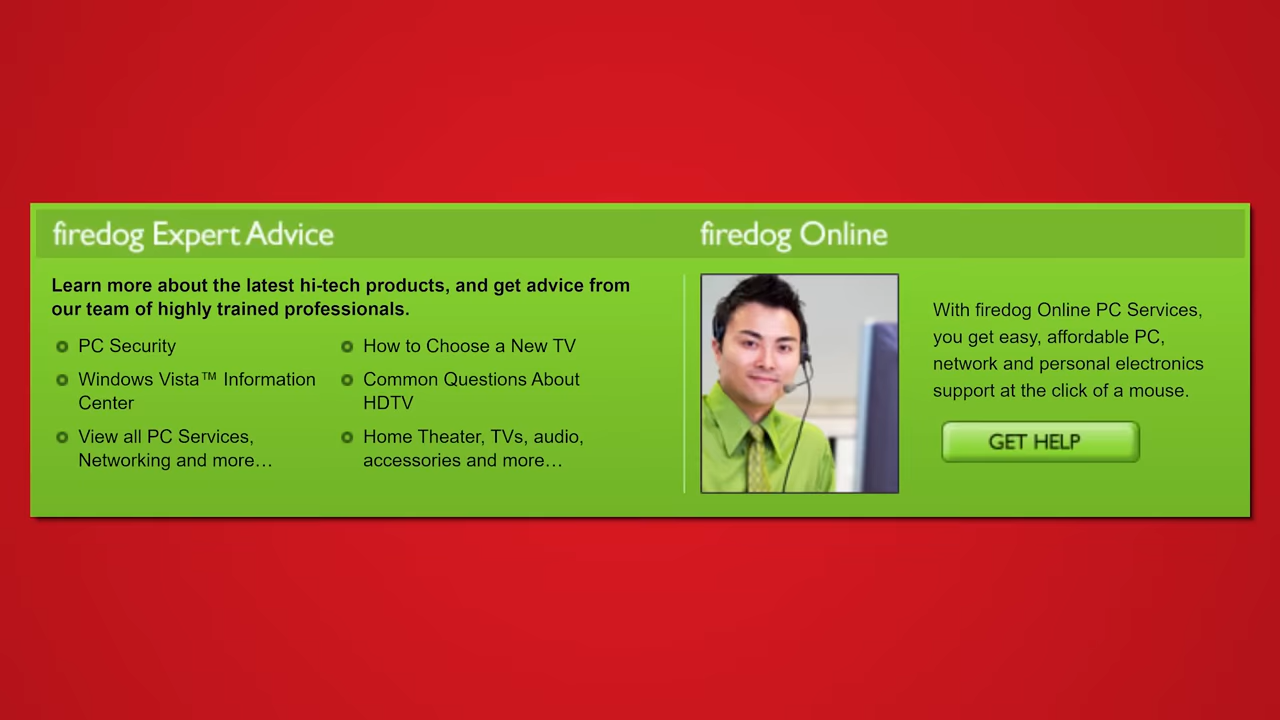 firedog Expert Advice
Learn more about the latest hi-tech products, and get advice from
our team of highly trained professionals.
PC Security
Windows Vista™ Information
Center
View all PC Services,
Networking and more…
How to Choose a New TV
Common Questions About
HDTV
Home Theater, TVs, audio,
accessories and more…
firedog Online
With firedog Online PC Services,
you get easy, affordable PC,
network and personal electronics
support at the click of a mouse.
GET HELP